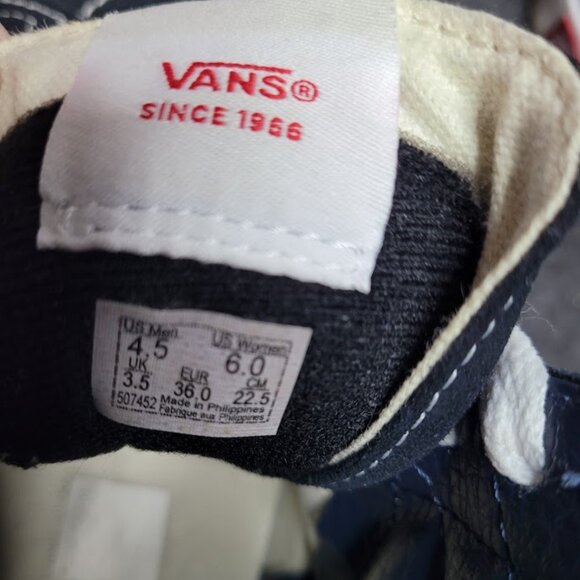 VANS®
SINCE 1966
US Men US Women
4.5 6.0
UK EUR CM
3.5 36.0 22.5
507452 Made in Philippines
Fabriqué aux Philippines